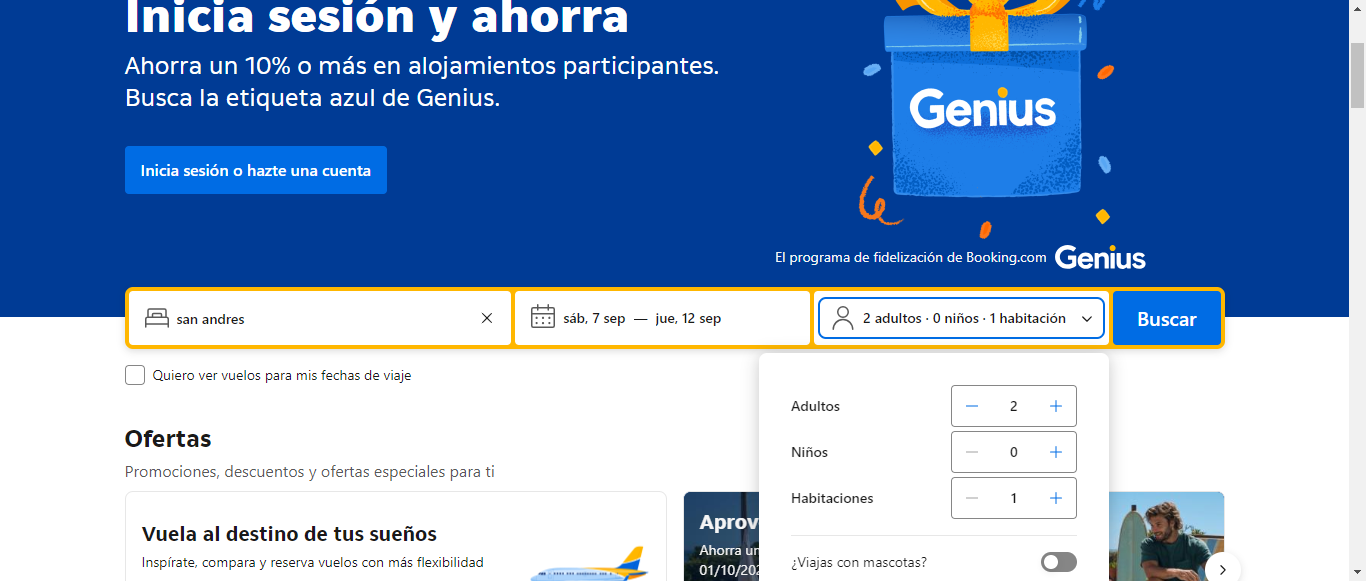 Inicia sesión y ahorra
Ahorra un 10% o más en alojamientos participantes.
Busca la etiqueta azul de Genius.
Inicia sesión o hazte una cuenta
Genius
El programa de fidelización de Booking.com Genius
san andres
sáb, 7 sep — jue, 12 sep
2 adultos · 0 niños · 1 habitación
Buscar
Quiero ver vuelos para mis fechas de viaje
Adultos 2
Niños 0
Habitaciones 1
¿Viajas con mascotas?
Ofertas
Promociones, descuentos y ofertas especiales para ti
Vuela al destino de tus sueños
Inspírate, compara y reserva vuelos con más flexibilidad
Aprov
Ahorra un
01/10/202